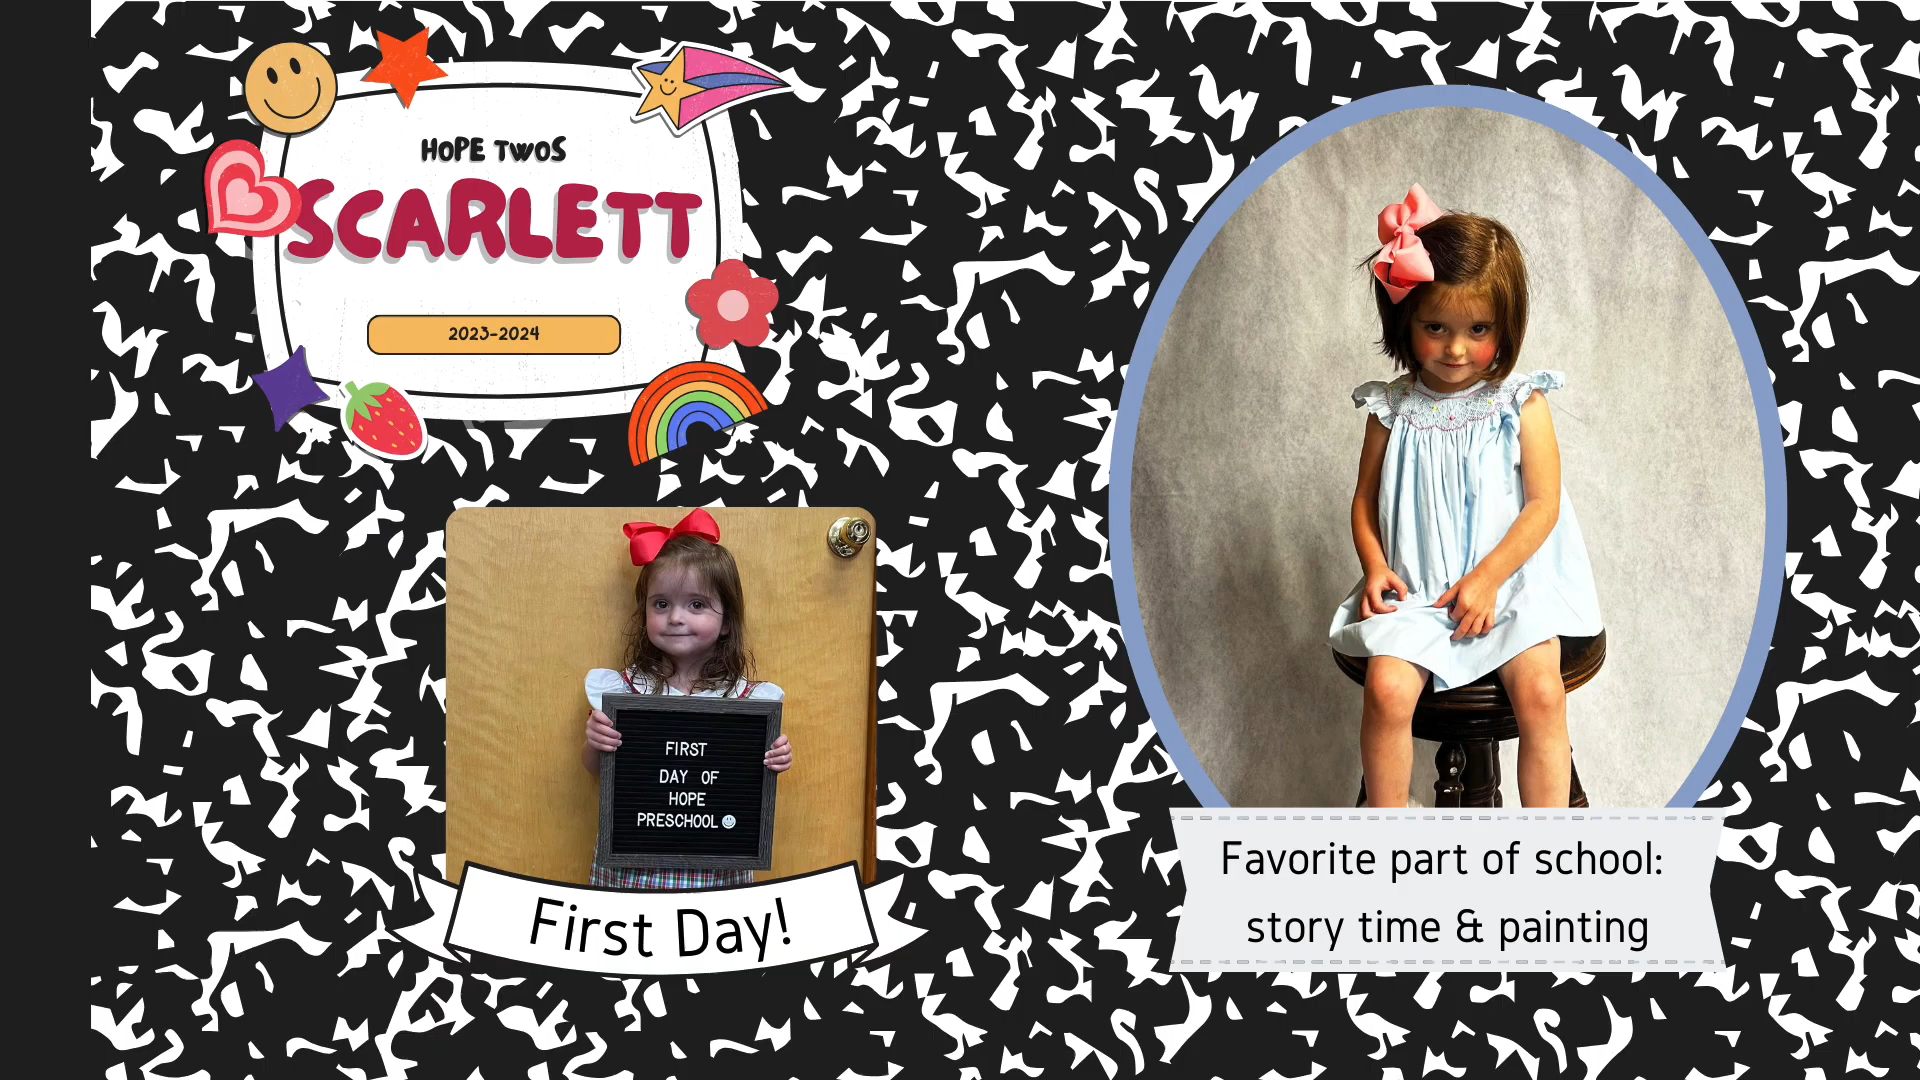 HOPE TWOS
SCARLETT
2023-2024
FIRST
DAY OF
HOPE
PRESCHOOL
First Day!
Favorite part of school:
story time & painting